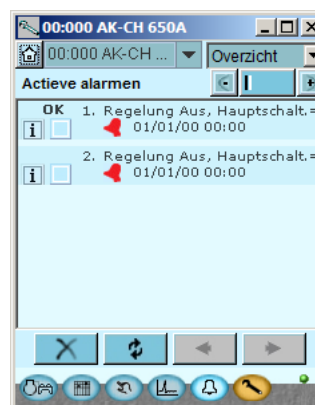 00:000 AK-CH 650A
00:000 AK-CH ... Overzicht
Actieve alarmen
OK 1. Regelung Aus, Hauptschalt.=
i 01/01/00 00:00
2. Regelung Aus, Hauptschalt.=
i 01/01/00 00:00